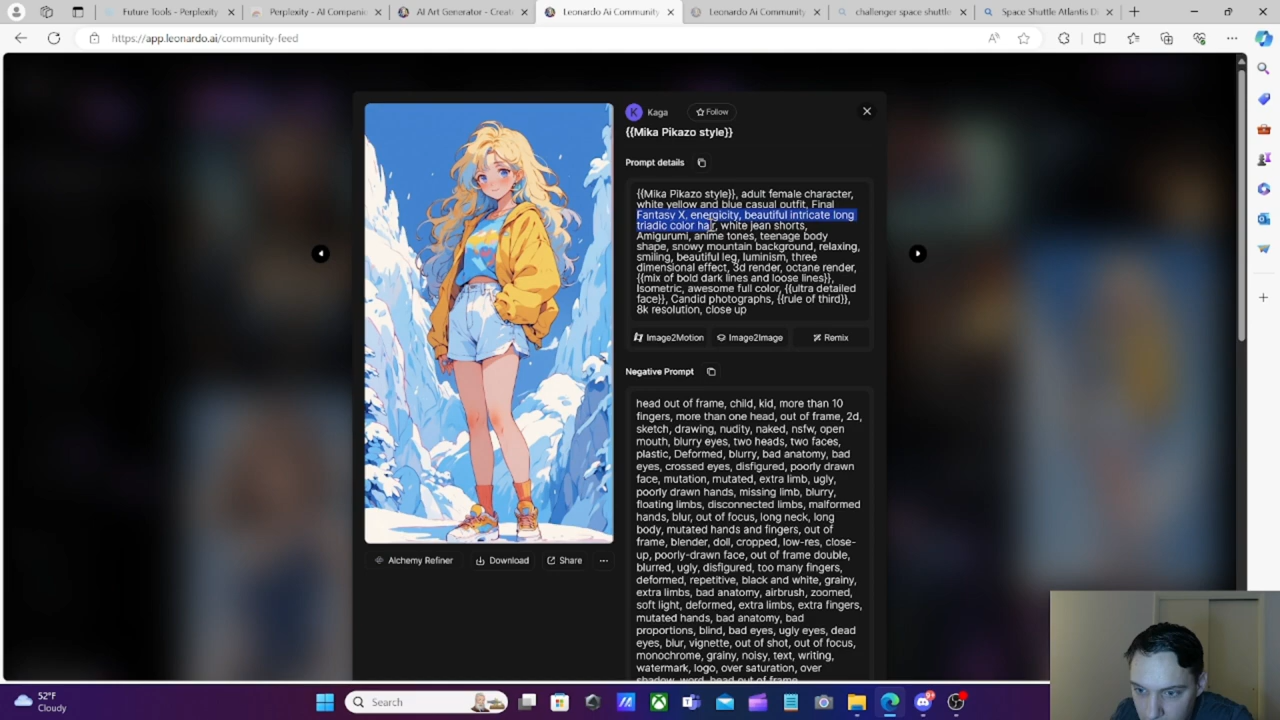 Future Tools - Perplexity
Perplexity - AI Companion
AI Art Generator - Create
Leonardo Ai Community
Leonardo Ai Community
challenger space shuttle
Space Shuttle Atlantis
https://app.leonardo.ai/community-feed
Kaga
Follow
{{Mika Pikazo style}}
Prompt details
{{Mika Pikazo style}}, adult female character,
white yellow and blue casual outfit, Final
Fantasy X, energicity, beautiful intricate long
triadic color hair, white jean shorts,
Amigurumi, anime tones, teenage body
shape, snowy mountain background, relaxing,
smiling, beautiful leg, luminism, three
dimensional effect, 3d render, octane render,
{{mix of bold dark lines and loose lines}},
Isometric, awesome full color, {{ultra detailed
face}}, Candid photographs, {{rule of third}},
8k resolution, close up
Image2Motion
Image2Image
Remix
Negative Prompt
head out of frame, child, kid, more than 10
fingers, more than one head, out of frame, 2d,
sketch, drawing, nudity, naked, nsfw, open
mouth, blurry eyes, two heads, two faces,
plastic, Deformed, blurry, bad anatomy, bad
eyes, crossed eyes, disfigured, poorly drawn
face, mutation, mutated, extra limb, ugly,
poorly drawn hands, missing limb, blurry,
floating limbs, disconnected limbs, malformed
hands, blur, out of focus, long neck, long
body, mutated hands and fingers, out of
frame, blender, doll, cropped, low-res, close-
up, poorly-drawn face, out of frame double,
blurred, ugly, disfigured, too many fingers,
deformed, repetitive, black and white, grainy,
extra limbs, bad anatomy, airbrush, zoomed,
soft light, deformed, extra limbs, extra fingers,
mutated hands, bad anatomy, bad
proportions, blind, bad eyes, ugly eyes, dead
eyes, blur, vignette, out of shot, out of focus,
monochrome, grainy, noisy, text, writing,
watermark, logo, over saturation, over
shadow, word, head out of frame
Alchemy Refiner
Download
Share
52°F
Cloudy
Search